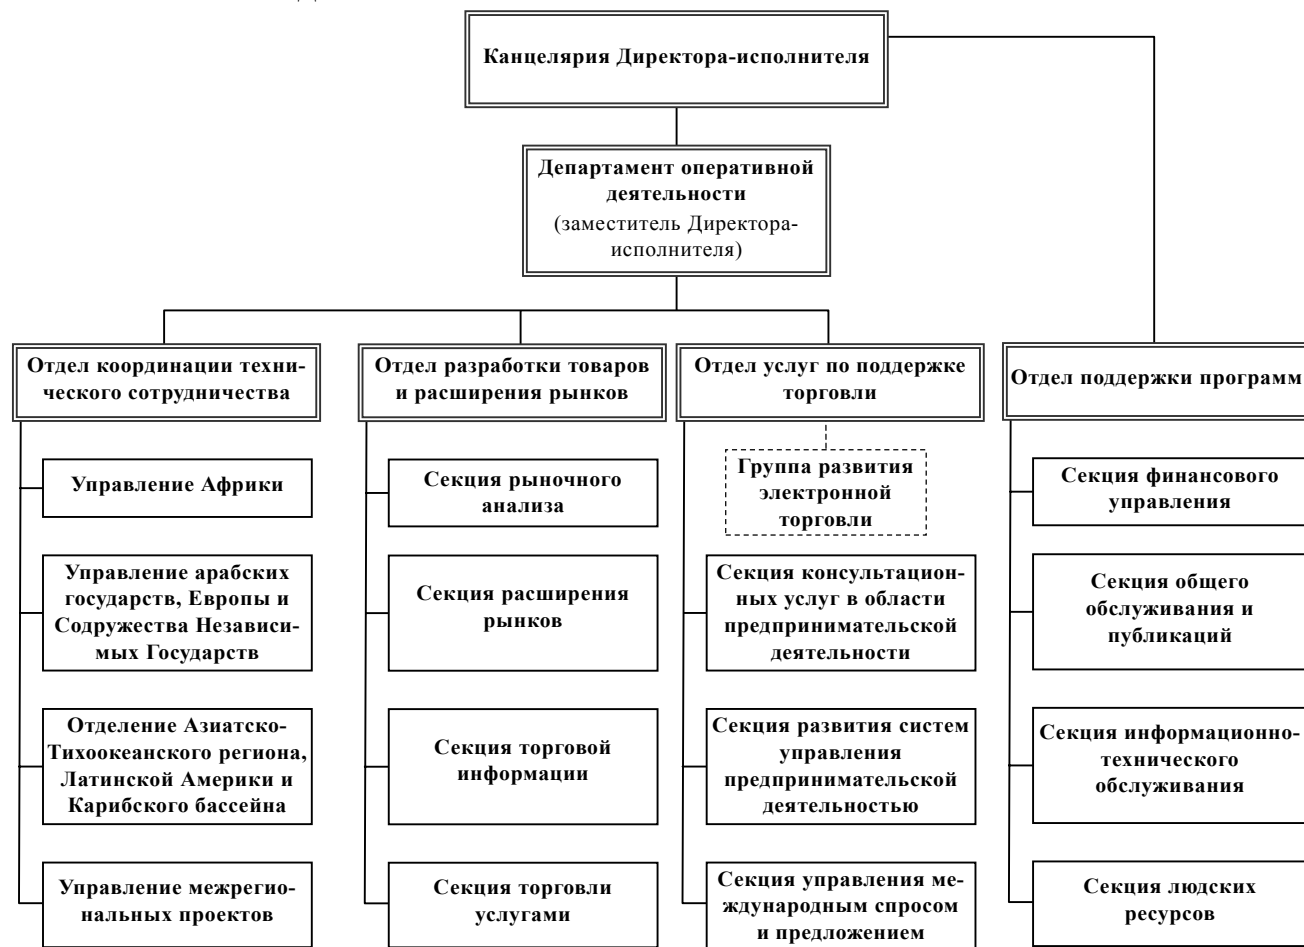 Канцелярия Директора-исполнителя
Департамент оперативной
деятельности
(заместитель Директора-
исполнителя)
Отдел координации техни-
ческого сотрудничества
Управление Африки
Управление арабских
государств, Европы и
Содружества Независи-
мых Государств
Отделение Азиатско-
Тихоокеанского региона,
Латинской Америки и
Карибского бассейна
Управление межрегио-
нальных проектов
Отдел разработки товаров
и расширения рынков
Секция рыночного
анализа
Секция расширения
рынков
Секция торговой
информации
Секция торговли
услугами
Отдел услуг по поддержке
торговли
Группа развития
электронной
торговли
Секция консультацион-
ных услуг в области
предпринимательской
деятельности
Секция развития систем
управления
предпринимательской
деятельностью
Секция управления ме-
ждународным спросом
и предложением
Отдел поддержки программ
Секция финансового
управления
Секция общего
обслуживания и
публикаций
Секция информационно-
технического
обслуживания
Секция людских
ресурсов